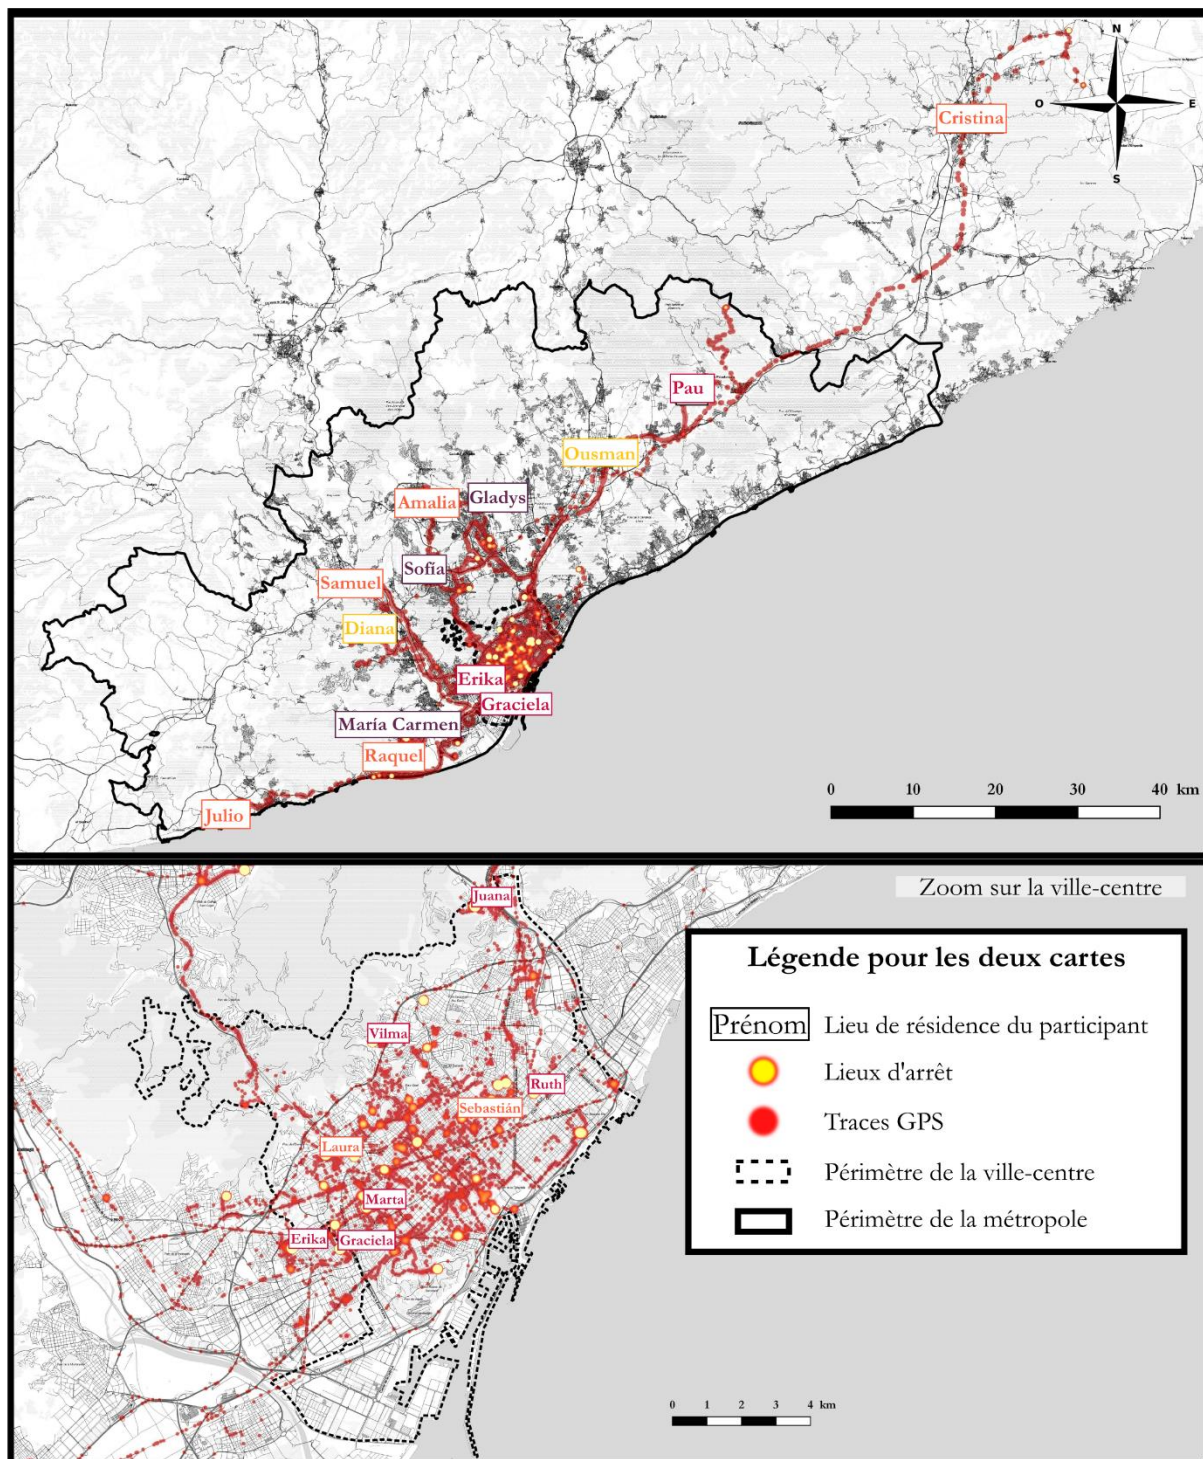 N
O
E
S
Cristina
Pau
Ousman
Gladys
Amalia
Sofía
Samuel
Diana
Erika
Graciela
María Carmen
Raquel
Julio
0 10 20 30 40 km
Zoom sur la ville-centre
Juana
Vilma
Ruth
Sebastián
Laura
Marta
Erika
Graciela
Légende pour les deux cartes
Prénom Lieu de résidence du participant
Lieux d'arrêt
Traces GPS
Périmètre de la ville-centre
Périmètre de la métropole
0 1 2 3 4 km